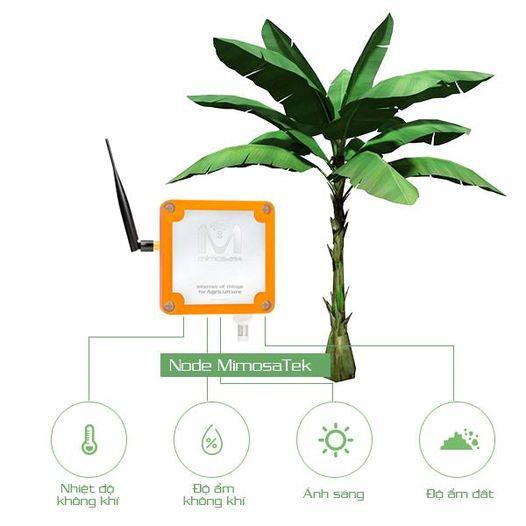 M
mimosaTEK
Internet of things
for Agriculture
Node MimosaTek
Nhiệt độ
không khí
Độ ẩm
không khí
Ánh sáng
Độ ẩm đất